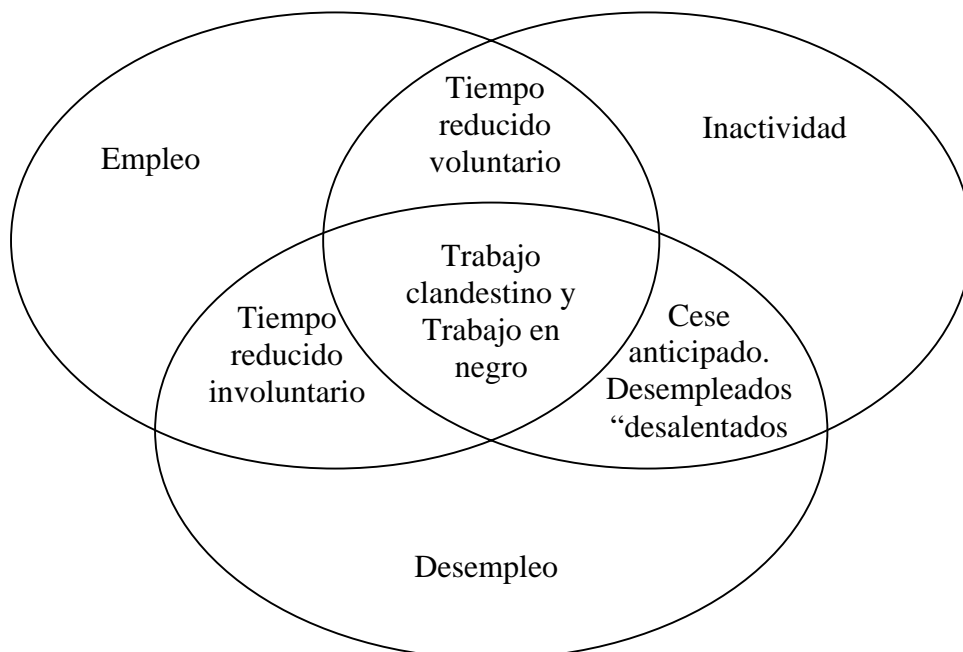 Tiempo
reducido
voluntario
Inactividad
Empleo
Trabajo
clandestino y
Trabajo en
negro
Tiempo
reducido
involuntario
Cese
anticipado.
Desempleados
“desalentados
Desempleo